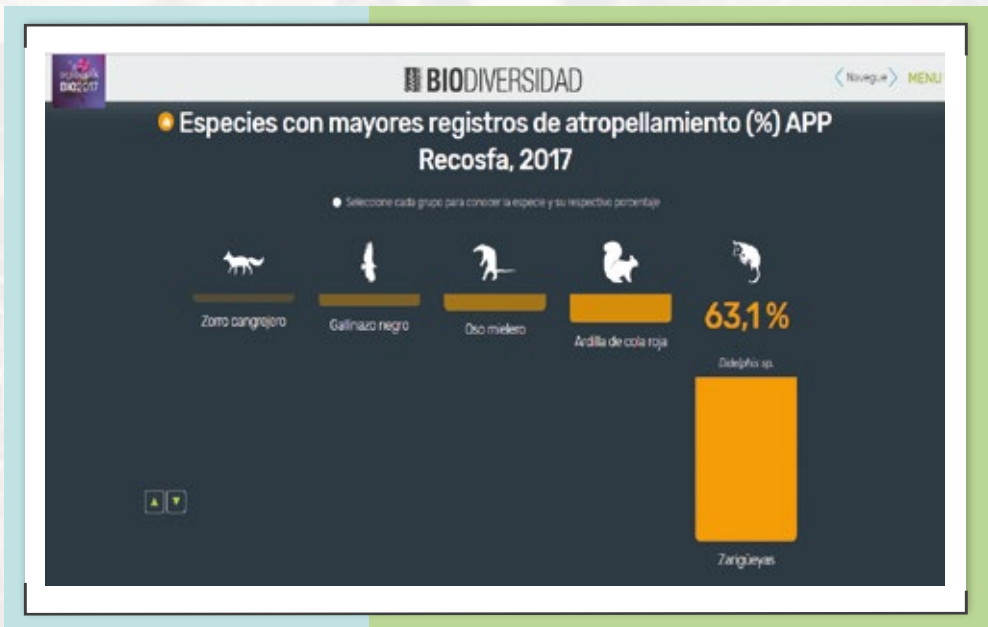 BIO2017
BIODIVERSIDAD
Navegue
MENU
Especies con mayores registros de atropellamiento (%) APP
Recosfa, 2017
Seleccione cada grupo para conocer la especie y su respectivo porcentaje
Zorro cangrejero
Gallinazo negro
Oso mielero
Ardilla de cola roja
63,1%
Didelphis sp.
Zarigüeyas